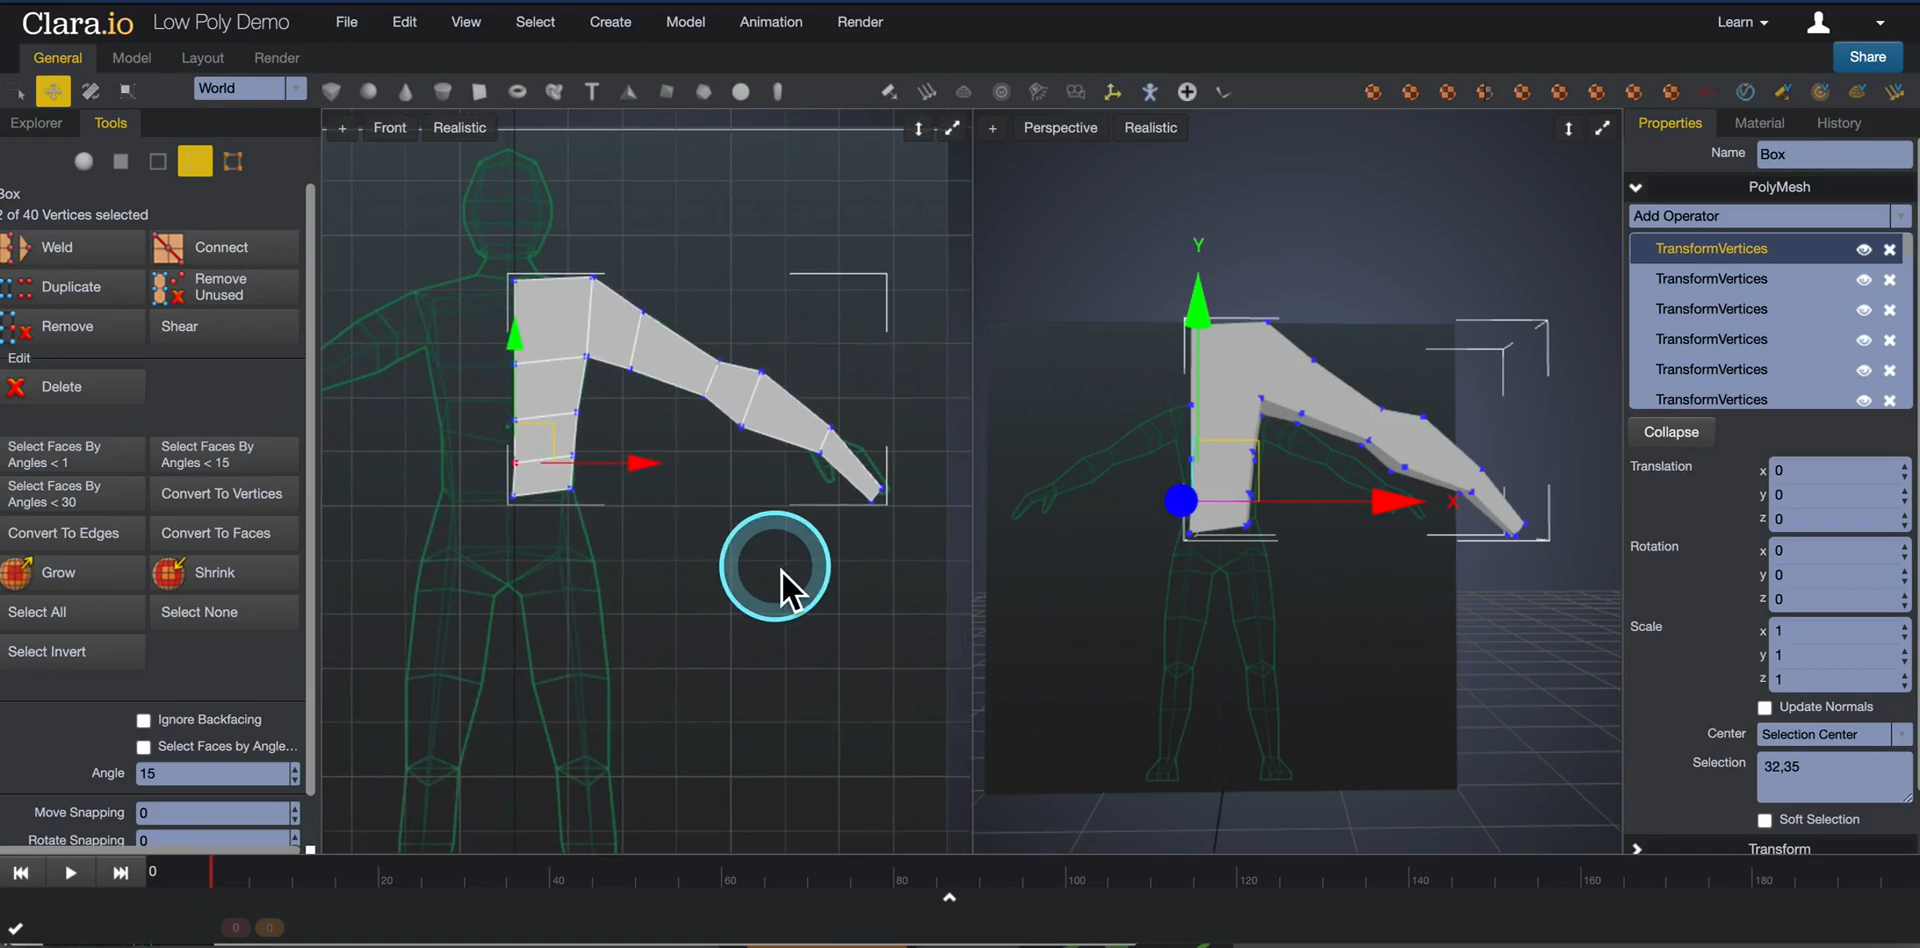 Clara.io Low Poly Demo File Edit View Select Create Model Animation Render Learn
General Model Layout Render Share
World
Explorer Tools
+ Front Realistic
+ Perspective Realistic
Properties Material History
Name Box
PolyMesh
Add Operator
TransformVertices
TransformVertices
TransformVertices
TransformVertices
TransformVertices
TransformVertices
Collapse
Translation x 0
y 0
z 0
Rotation x 0
y 0
z 0
Scale x 1
y 1
z 1
Update Normals
Center Selection Center
Selection 32,35
Soft Selection
Transform
Box
2 of 40 Vertices selected
Weld Connect
Duplicate Remove Unused
Remove Shear
Edit
Delete
Select Faces By Angles < 1
Select Faces By Angles < 15
Select Faces By Angles < 30
Convert To Vertices
Convert To Edges Convert To Faces
Grow Shrink
Select All Select None
Select Invert
Ignore Backfacing
Select Faces by Angle...
Angle 15
Move Snapping 0
Rotate Snapping 0
Y
X
0 20 40 60 80 100 120 140 160 180
0 0